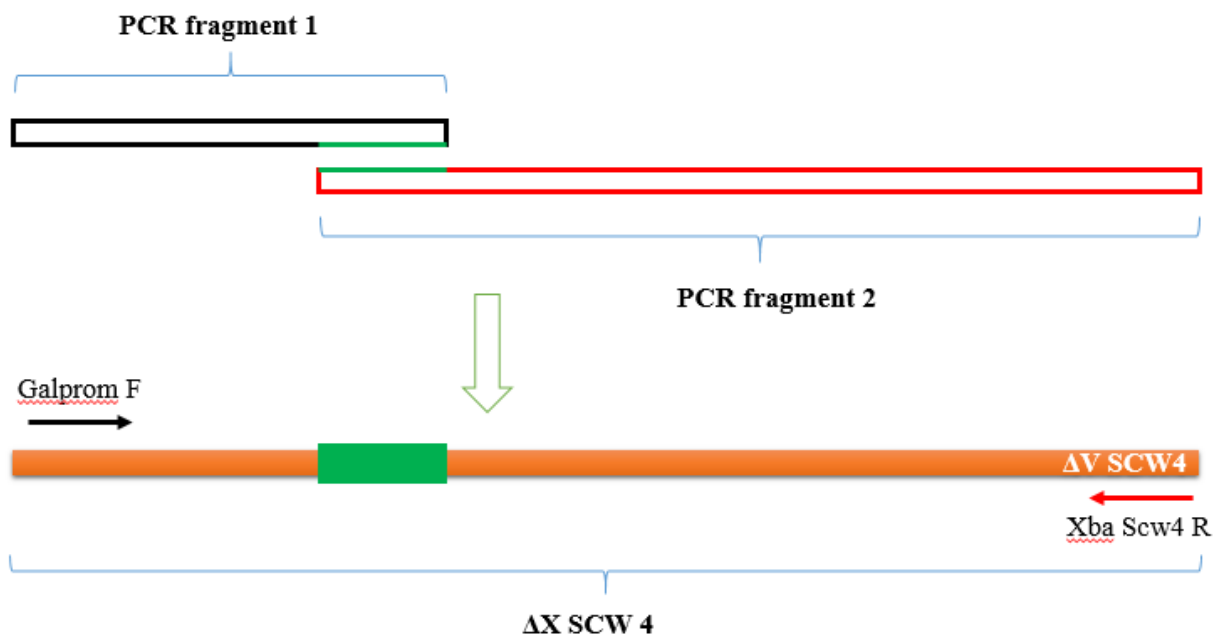 PCR fragment 1
PCR fragment 2
Galprom F
ΔV SCW4
Xba Scw4 R
ΔX SCW 4